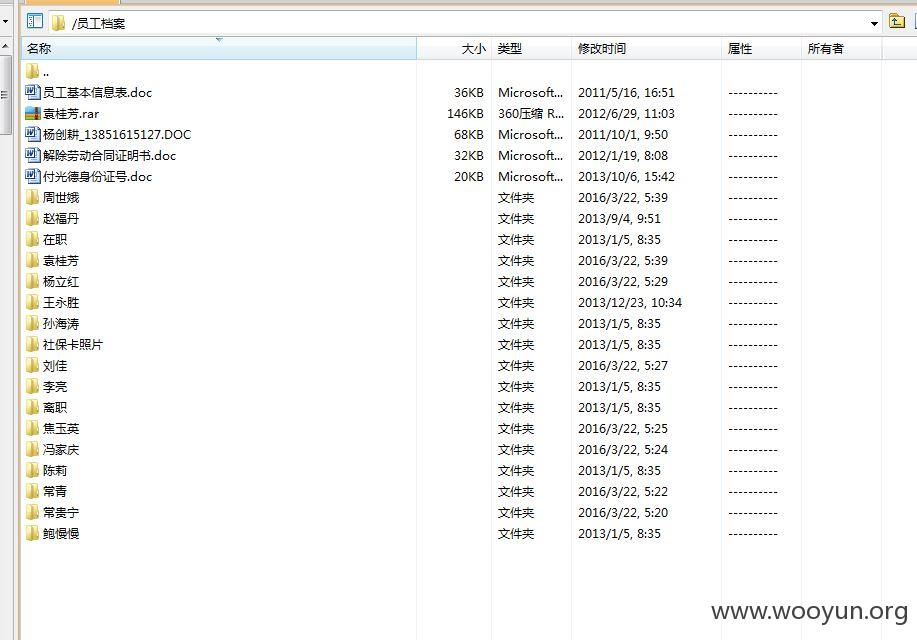 /员工档案
名称 大小 类型 修改时间 属性 所有者
..
员工基本信息表.doc 36KB Microsoft... 2011/5/16, 16:51 ----------
袁桂芳.rar 146KB 360压缩 R... 2012/6/29, 11:03 ----------
杨创耕_13851615127.DOC 68KB Microsoft... 2011/10/1, 9:50 ----------
解除劳动合同证明书.doc 32KB Microsoft... 2012/1/19, 8:08 ----------
付光德身份证号.doc 20KB Microsoft... 2013/10/6, 15:42 ----------
周世娥 文件夹 2016/3/22, 5:39 ----------
赵福丹 文件夹 2013/9/4, 9:51 ----------
在职 文件夹 2013/1/5, 8:35 ----------
袁桂芳 文件夹 2016/3/22, 5:39 ----------
杨立红 文件夹 2016/3/22, 5:29 ----------
王永胜 文件夹 2013/12/23, 10:34 ----------
孙海涛 文件夹 2013/1/5, 8:35 ----------
社保卡照片 文件夹 2013/1/5, 8:35 ----------
刘佳 文件夹 2016/3/22, 5:27 ----------
李亮 文件夹 2013/1/5, 8:35 ----------
离职 文件夹 2013/1/5, 8:35 ----------
焦玉英 文件夹 2016/3/22, 5:25 ----------
冯家庆 文件夹 2016/3/22, 5:24 ----------
陈莉 文件夹 2013/1/5, 8:35 ----------
常青 文件夹 2016/3/22, 5:22 ----------
常贵宁 文件夹 2016/3/22, 5:20 ----------
鲍慢慢 文件夹 2013/1/5, 8:35 ----------
www.wooyun.org